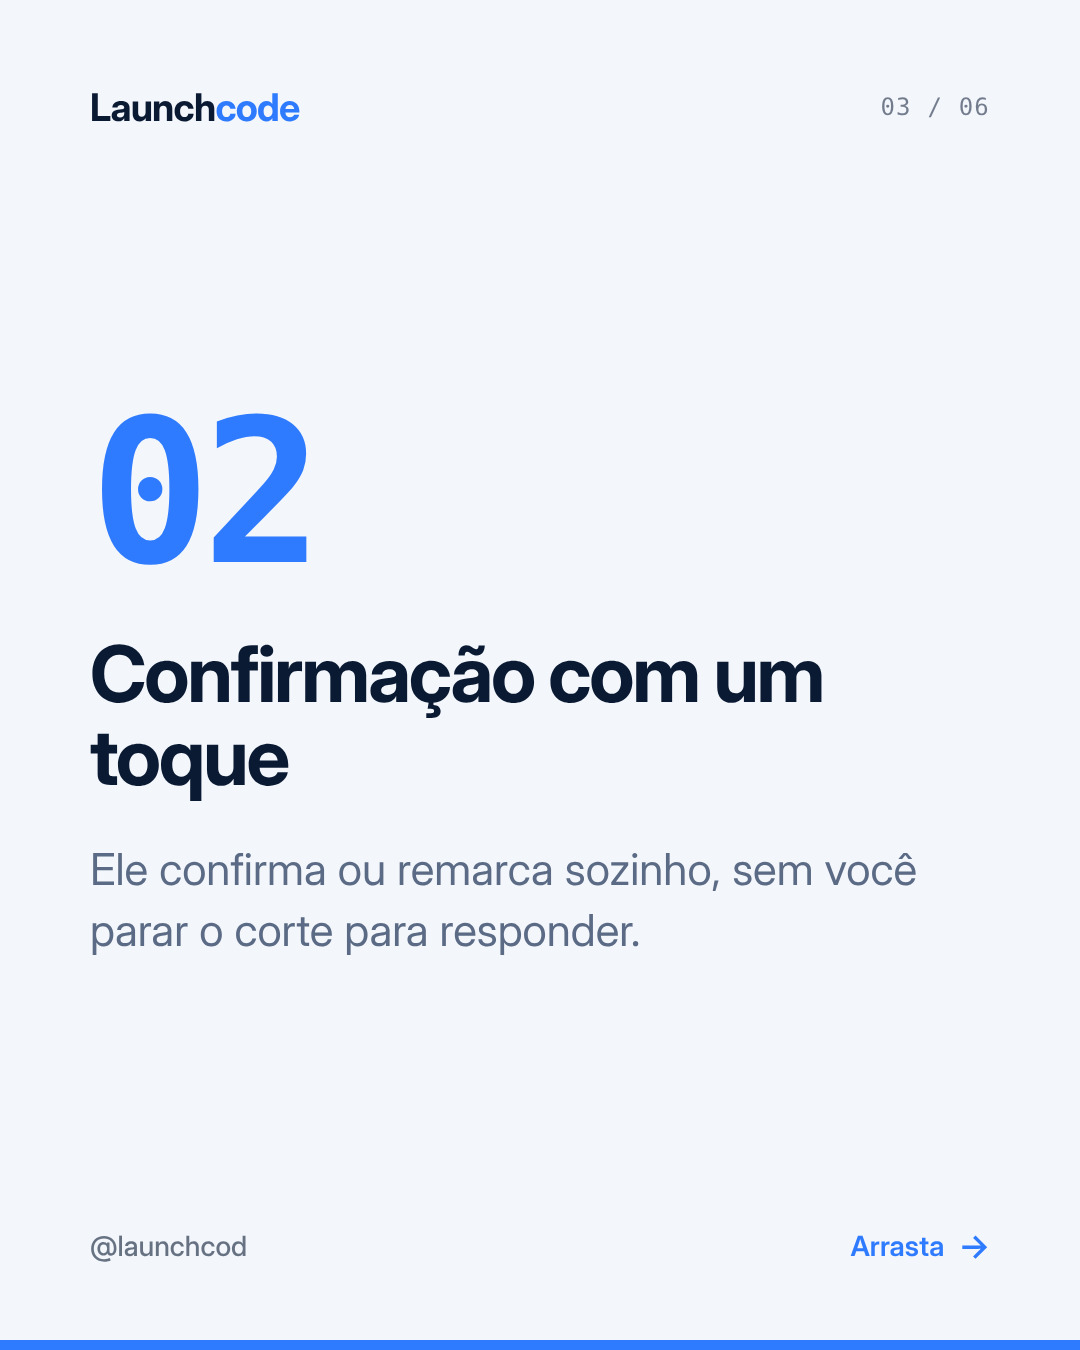 Launchcode
03 / 06
02
Confirmação com um
toque
Ele confirma ou remarca sozinho, sem você
parar o corte para responder.
@launchcod
Arrasta →